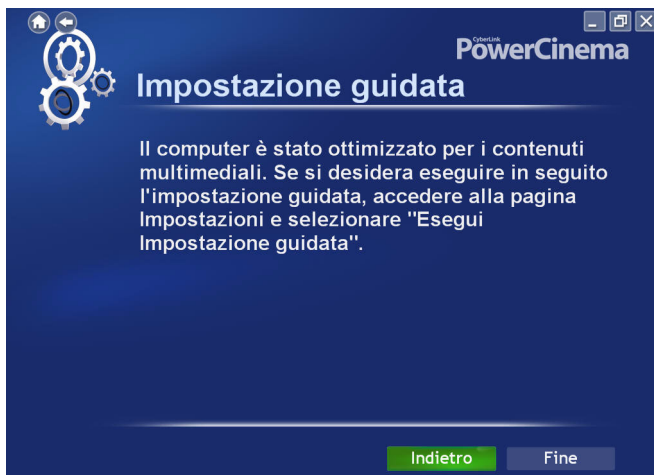 CyberLink
PowerCinema
Impostazione guidata
Il computer è stato ottimizzato per i contenuti
multimediali. Se si desidera eseguire in seguito
l'impostazione guidata, accedere alla pagina
Impostazioni e selezionare "Esegui
Impostazione guidata".
Indietro
Fine